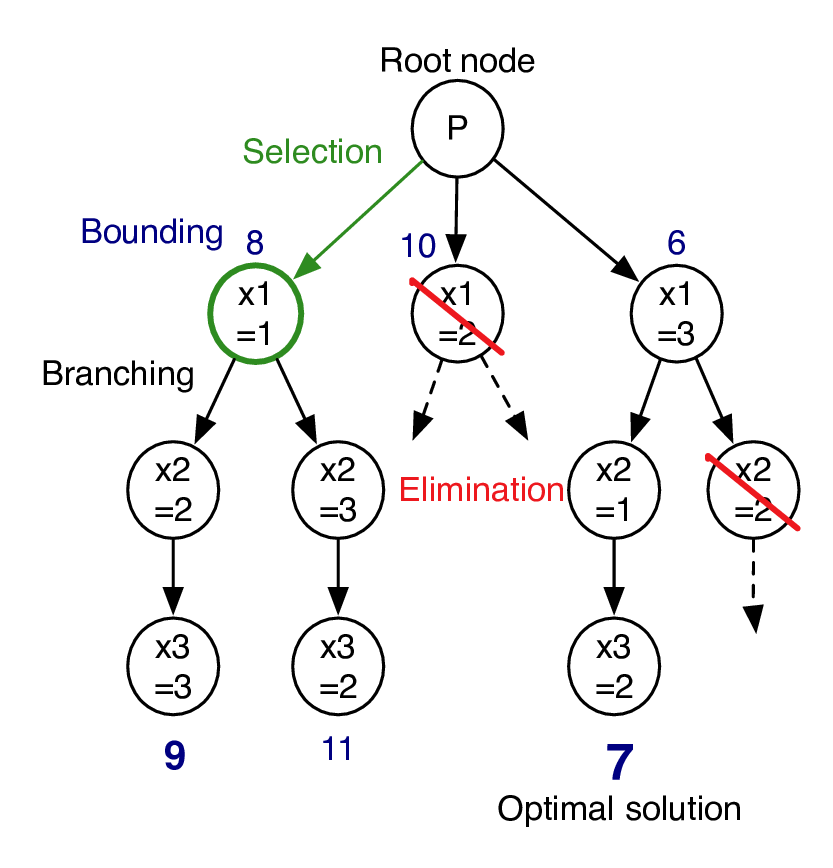 Root node
P
Selection
Bounding
8
10
6
x1
=1
x1
=2
x1
=3
Branching
x2
=2
x2
=3
Elimination
x2
=1
x2
=2
x3
=3
x3
=2
x3
=2
9
11
7
Optimal solution